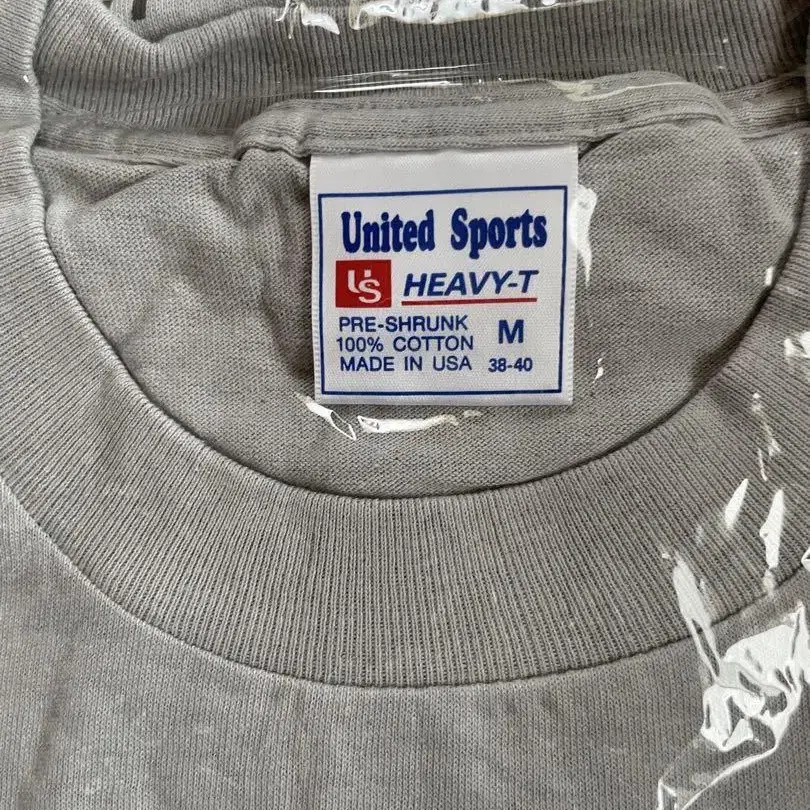 United Sports
US HEAVY-T
PRE-SHRUNK
100% COTTON M
MADE IN USA 38-40